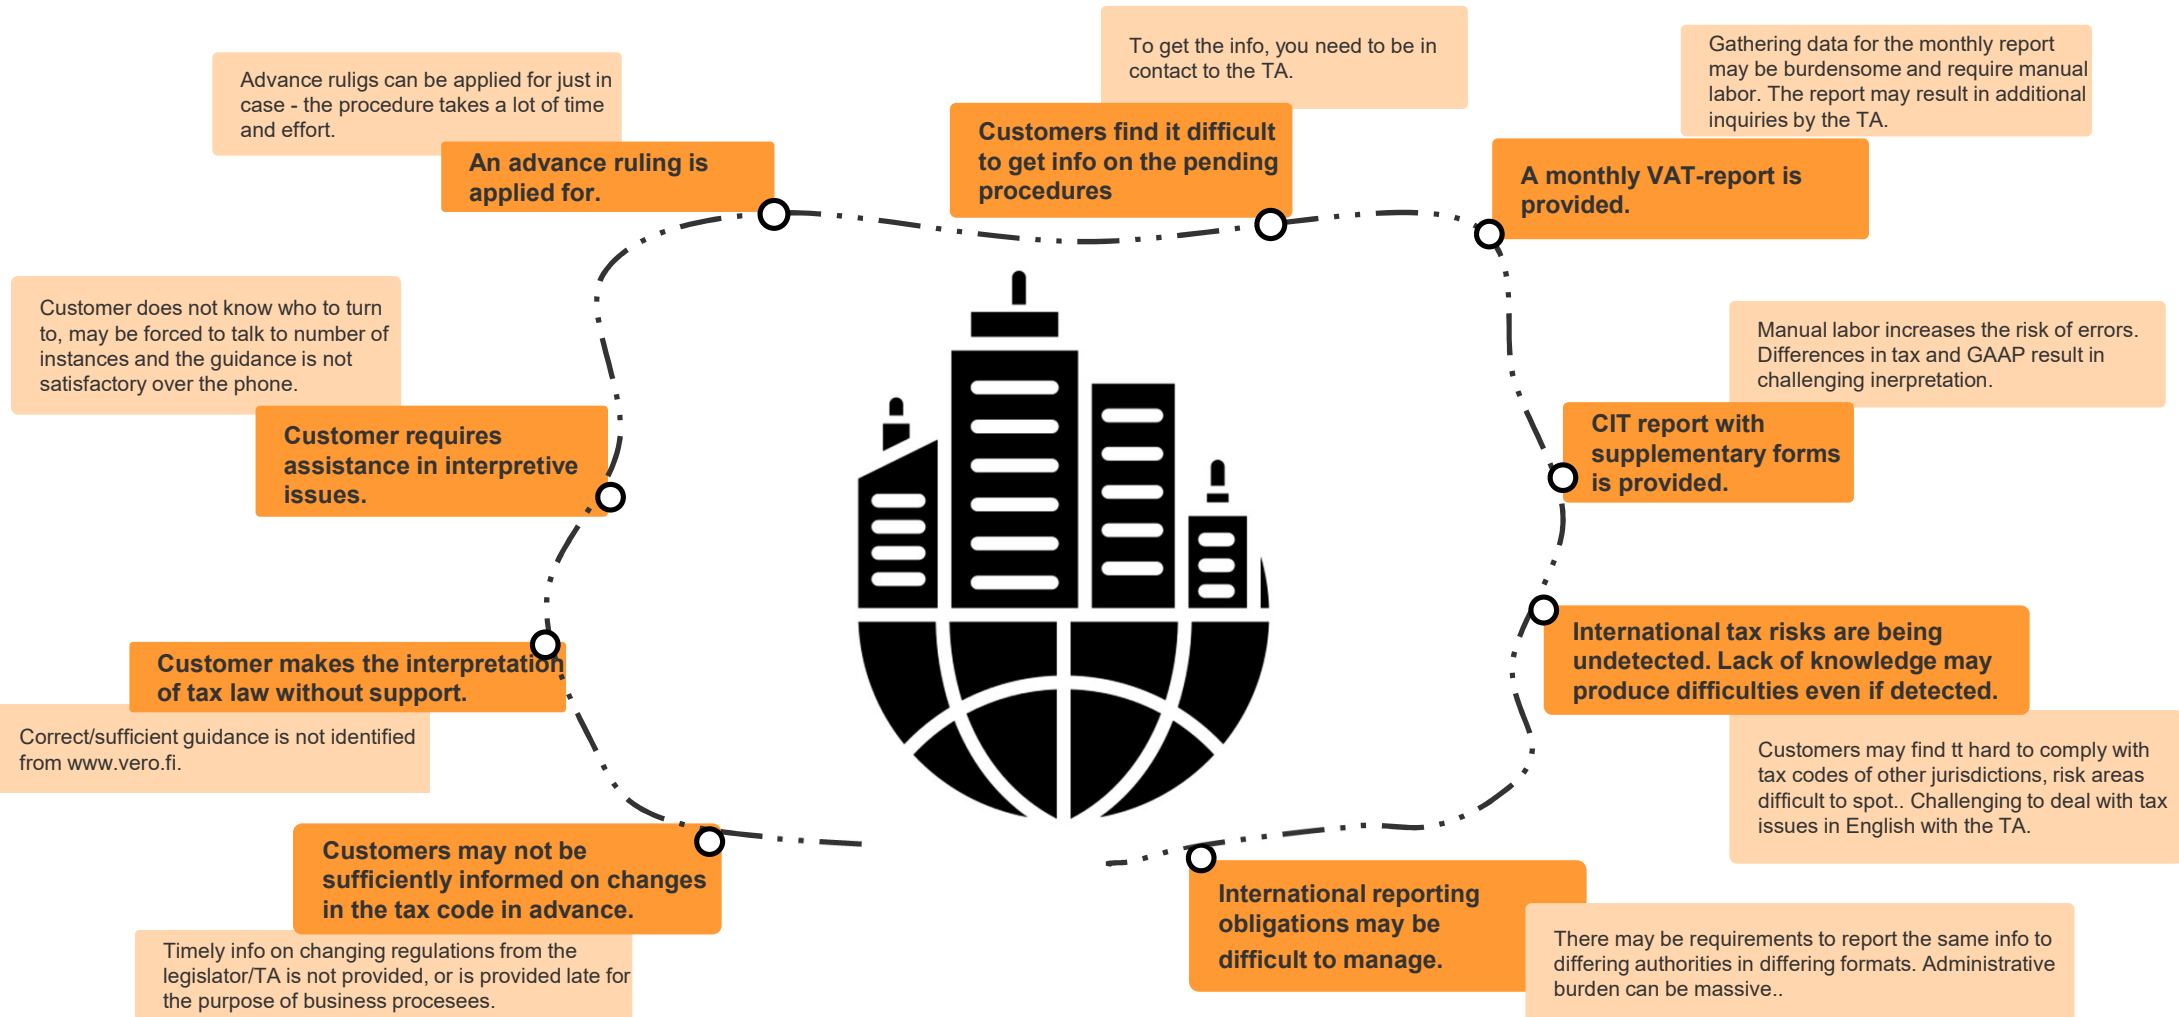 To get the info, you need to be in
contact to the TA.
Gathering data for the monthly report
may be burdensome and require manual
labor. The report may result in additional
inquiries by the TA.
Advance ruligs can be applied for just in
case - the procedure takes a lot of time
and effort.
An advance ruling is
applied for.
Customers find it difficult
to get info on the pending
procedures
A monthly VAT-report is
provided.
Customer does not know who to turn
to, may be forced to talk to number of
instances and the guidance is not
satisfactory over the phone.
Customer requires
assistance in interpretive
issues.
Manual labor increases the risk of errors.
Differences in tax and GAAP result in
challenging inerpretation.
CIT report with
supplementary forms
is provided.
Customer makes the interpretation
of tax law without support.
Correct/sufficient guidance is not identified
from www.vero.fi.
International tax risks are being
undetected. Lack of knowledge may
produce difficulties even if detected.
Customers may find tt hard to comply with
tax codes of other jurisdictions, risk areas
difficult to spot.. Challenging to deal with tax
issues in English with the TA.
Customers may not be
sufficiently informed on changes
in the tax code in advance.
Timely info on changing regulations from the
legislator/TA is not provided, or is provided late for
the purpose of business procesees.
International reporting
obligations may be
difficult to manage.
There may be requirements to report the same info to
differing authorities in differing formats. Administrative
burden can be massive..